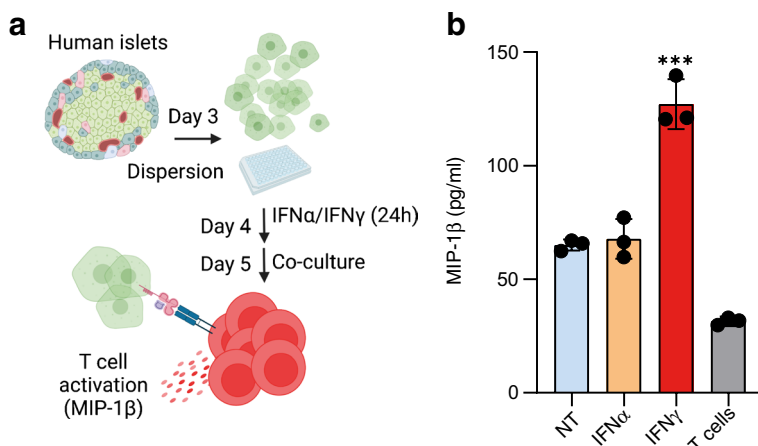 a
Human islets
Day 3
Dispersion
Day 4
IFNα/IFNγ (24h)
Day 5
Co-culture
T cell
activation
(MIP-1β)
b
MIP-1β (pg/ml)
150
100
50
0
***
NT
IFNα
IFNγ
T cells